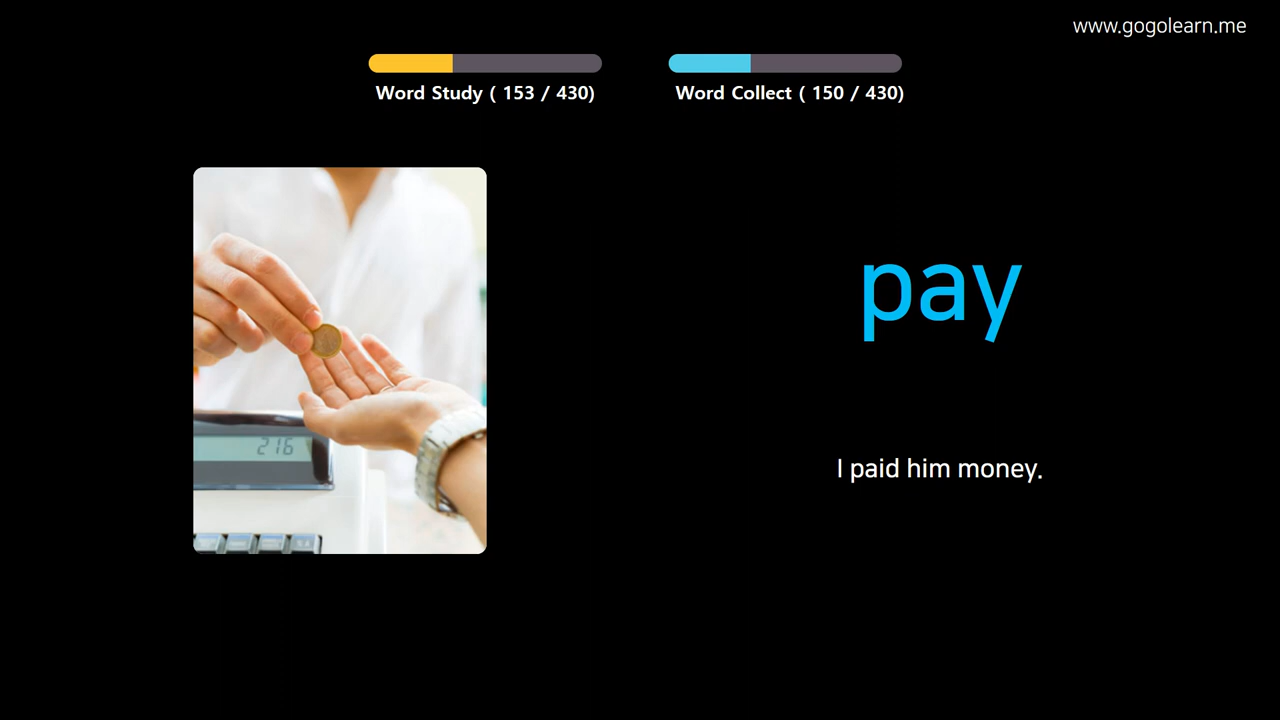 www.gogolearn.me
Word Study ( 153 / 430)
Word Collect ( 150 / 430)
pay
216
I paid him money.